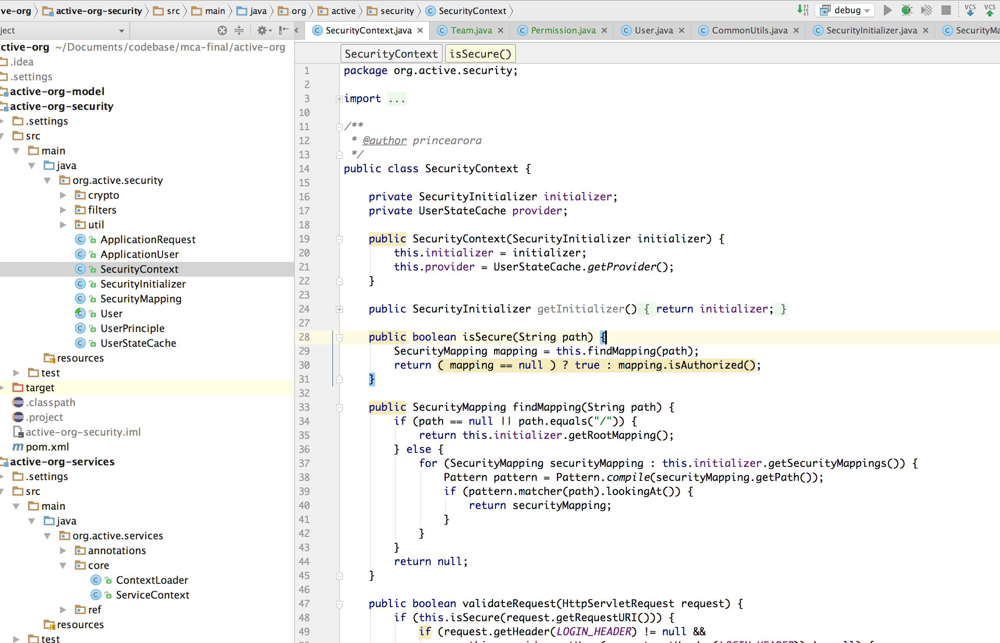 ve-org active-org-security src main java org active security SecurityContext debug VCS VCS
ject
SecurityContext.java Team.java Permission.java User.java CommonUtils.java SecurityInitializer.java SecurityMa
ctive-org ~/Documents/codebase/mca-final/active-org
.idea
.settings
active-org-model
active-org-security
.settings
src
main
java
org.active.security
crypto
filters
util
ApplicationRequest
ApplicationUser
SecurityContext
SecurityInitializer
SecurityMapping
User
UserPrinciple
UserStateCache
resources
test
target
.classpath
.project
active-org-security.iml
pom.xml
active-org-services
.settings
src
main
java
org.active.services
annotations
core
ContextLoader
ServiceContext
ref
resources
test
SecurityContext isSecure()
1 package org.active.security;
2
3 import ...
10
11 /**
12 * @author princearora
13 */
14 public class SecurityContext {
15
16 private SecurityInitializer initializer;
17 private UserStateCache provider;
18
19 public SecurityContext(SecurityInitializer initializer) {
20 this.initializer = initializer;
21 this.provider = UserStateCache.getProvider();
22 }
23
24 public SecurityInitializer getInitializer() { return initializer; }
27
28 public boolean isSecure(String path) {
29 SecurityMapping mapping = this.findMapping(path);
30 return ( mapping == null ) ? true : mapping.isAuthorized();
31 }
32
33 public SecurityMapping findMapping(String path) {
34 if (path == null || path.equals("/")) {
35 return this.initializer.getRootMapping();
36 } else {
37 for (SecurityMapping securityMapping : this.initializer.getSecurityMappings()) {
38 Pattern pattern = Pattern.compile(securityMapping.getPath());
39 if (pattern.matcher(path).lookingAt()) {
40 return securityMapping;
41 }
42 }
43 }
44 return null;
45 }
46
47 public boolean validateRequest(HttpServletRequest request) {
48 if (this.isSecure(request.getRequestURI())) {
49 if (request.getHeader(LOGIN_HEADER) != null &&